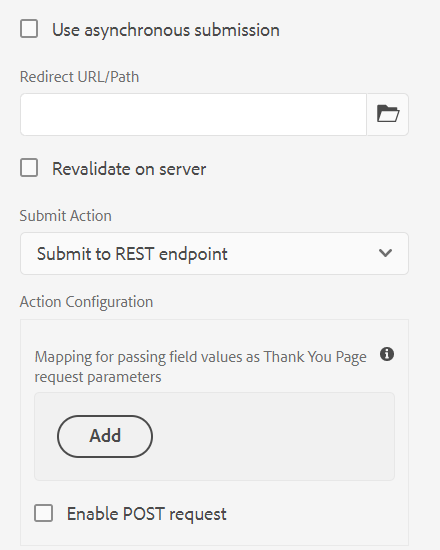 Use asynchronous submission
Redirect URL/Path
Revalidate on server
Submit Action
Submit to REST endpoint
Action Configuration
Mapping for passing field values as Thank You Page
request parameters
Add
Enable POST request